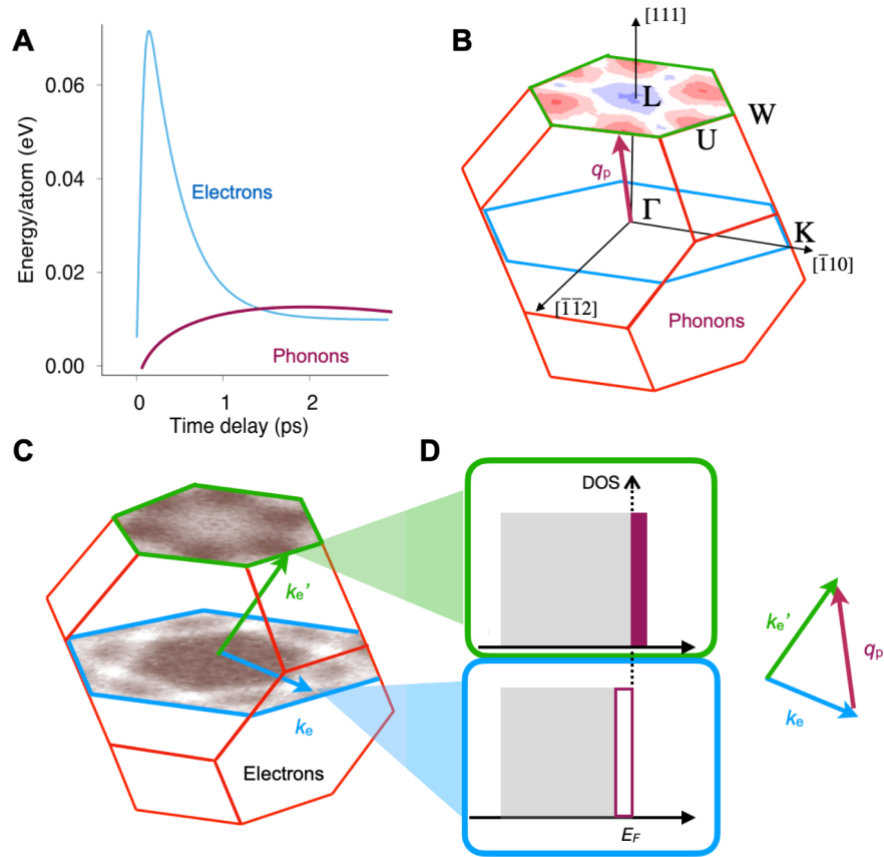 A
Energy/atom (eV)
0.06
0.04
0.02
0.00
Electrons
Phonons
0
1
2
Time delay (ps)
B
[111]
L
W
U
qp
Γ
K
[1̅10]
[1̅1̅2]
Phonons
C
ke'
ke
Electrons
D
DOS
EF
ke'
qp
ke